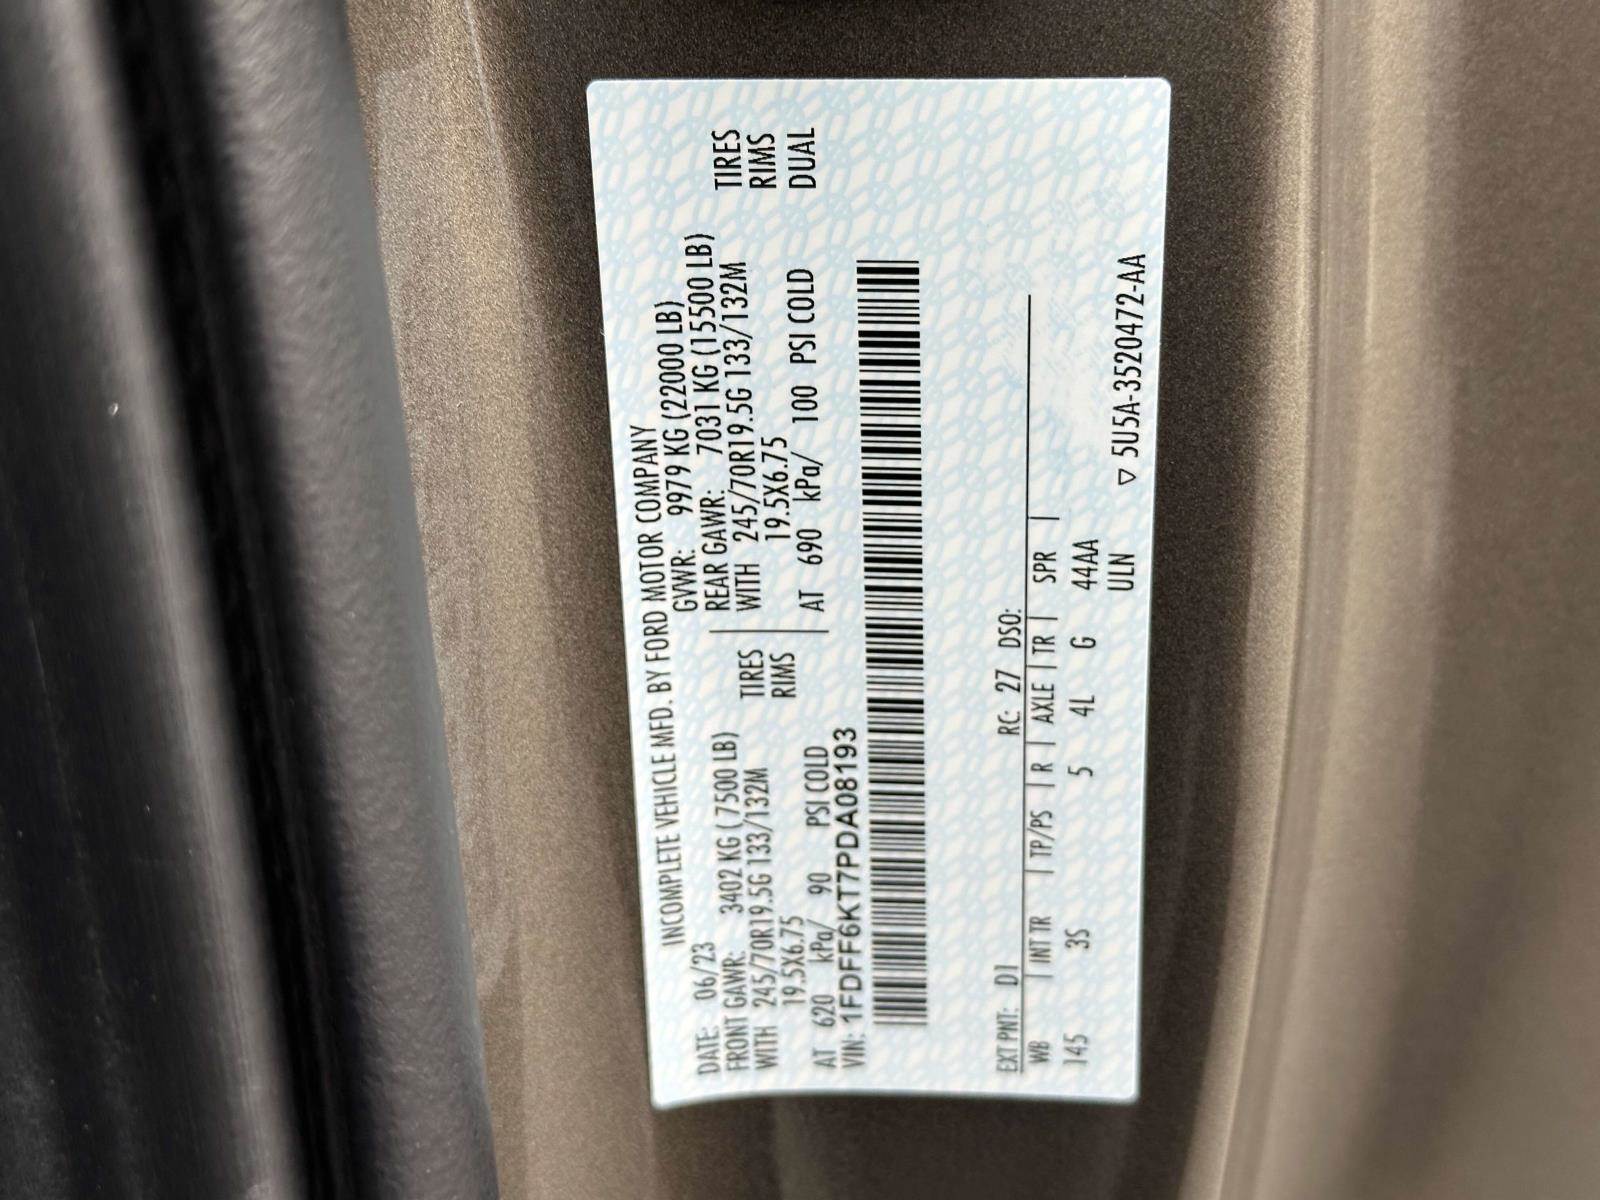 INCOMPLETE VEHICLE MFD. BY FORD MOTOR COMPANY
DATE: 06/23 GVWR: 9979 KG (22000 LB)
FRONT GAWR: 3402 KG ( 7500 LB) REAR GAWR: 7031 KG (15500 LB)
WITH 245/70R19.5G 133/132M TIRES WITH 245/70R19.5G 133/132M TIRES
19.5X6.75 RIMS 19.5X6.75 RIMS
AT 620 kPa/ 90 PSI COLD AT 690 kPa/ 100 PSI COLD DUAL
VIN: 1FDFF6KT7PDA08193
EXT PNT: D1 RC: 27 DSO:
WB | INT TR | TP/PS | R | AXLE | TR | SPR |
145 3S 5 4L G 44AA
ULN
▽ 5U5A-3520472-AA